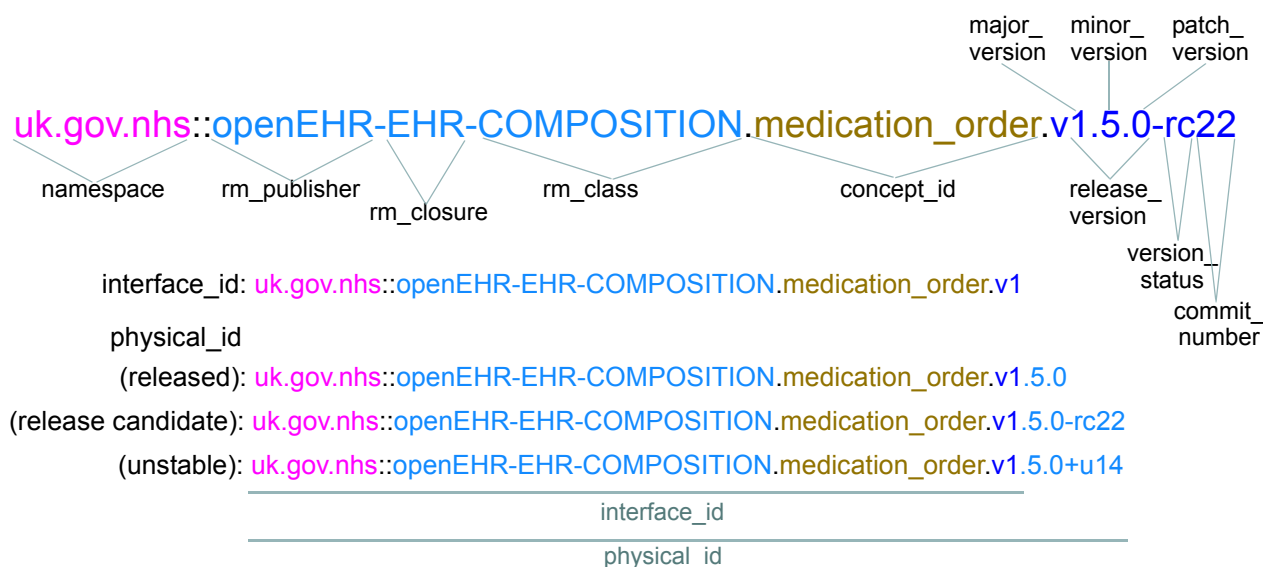 major_ minor_ patch_
version version version
uk.gov.nhs::openEHR-EHR-COMPOSITION.medication_order.v1.5.0-rc22
namespace rm_publisher rm_class concept_id release_
rm_closure version
version_
status
interface_id: uk.gov.nhs::openEHR-EHR-COMPOSITION.medication_order.v1
commit_
number
physical_id
(released): uk.gov.nhs::openEHR-EHR-COMPOSITION.medication_order.v1.5.0
(release candidate): uk.gov.nhs::openEHR-EHR-COMPOSITION.medication_order.v1.5.0-rc22
(unstable): uk.gov.nhs::openEHR-EHR-COMPOSITION.medication_order.v1.5.0+u14
interface_id
physical_id